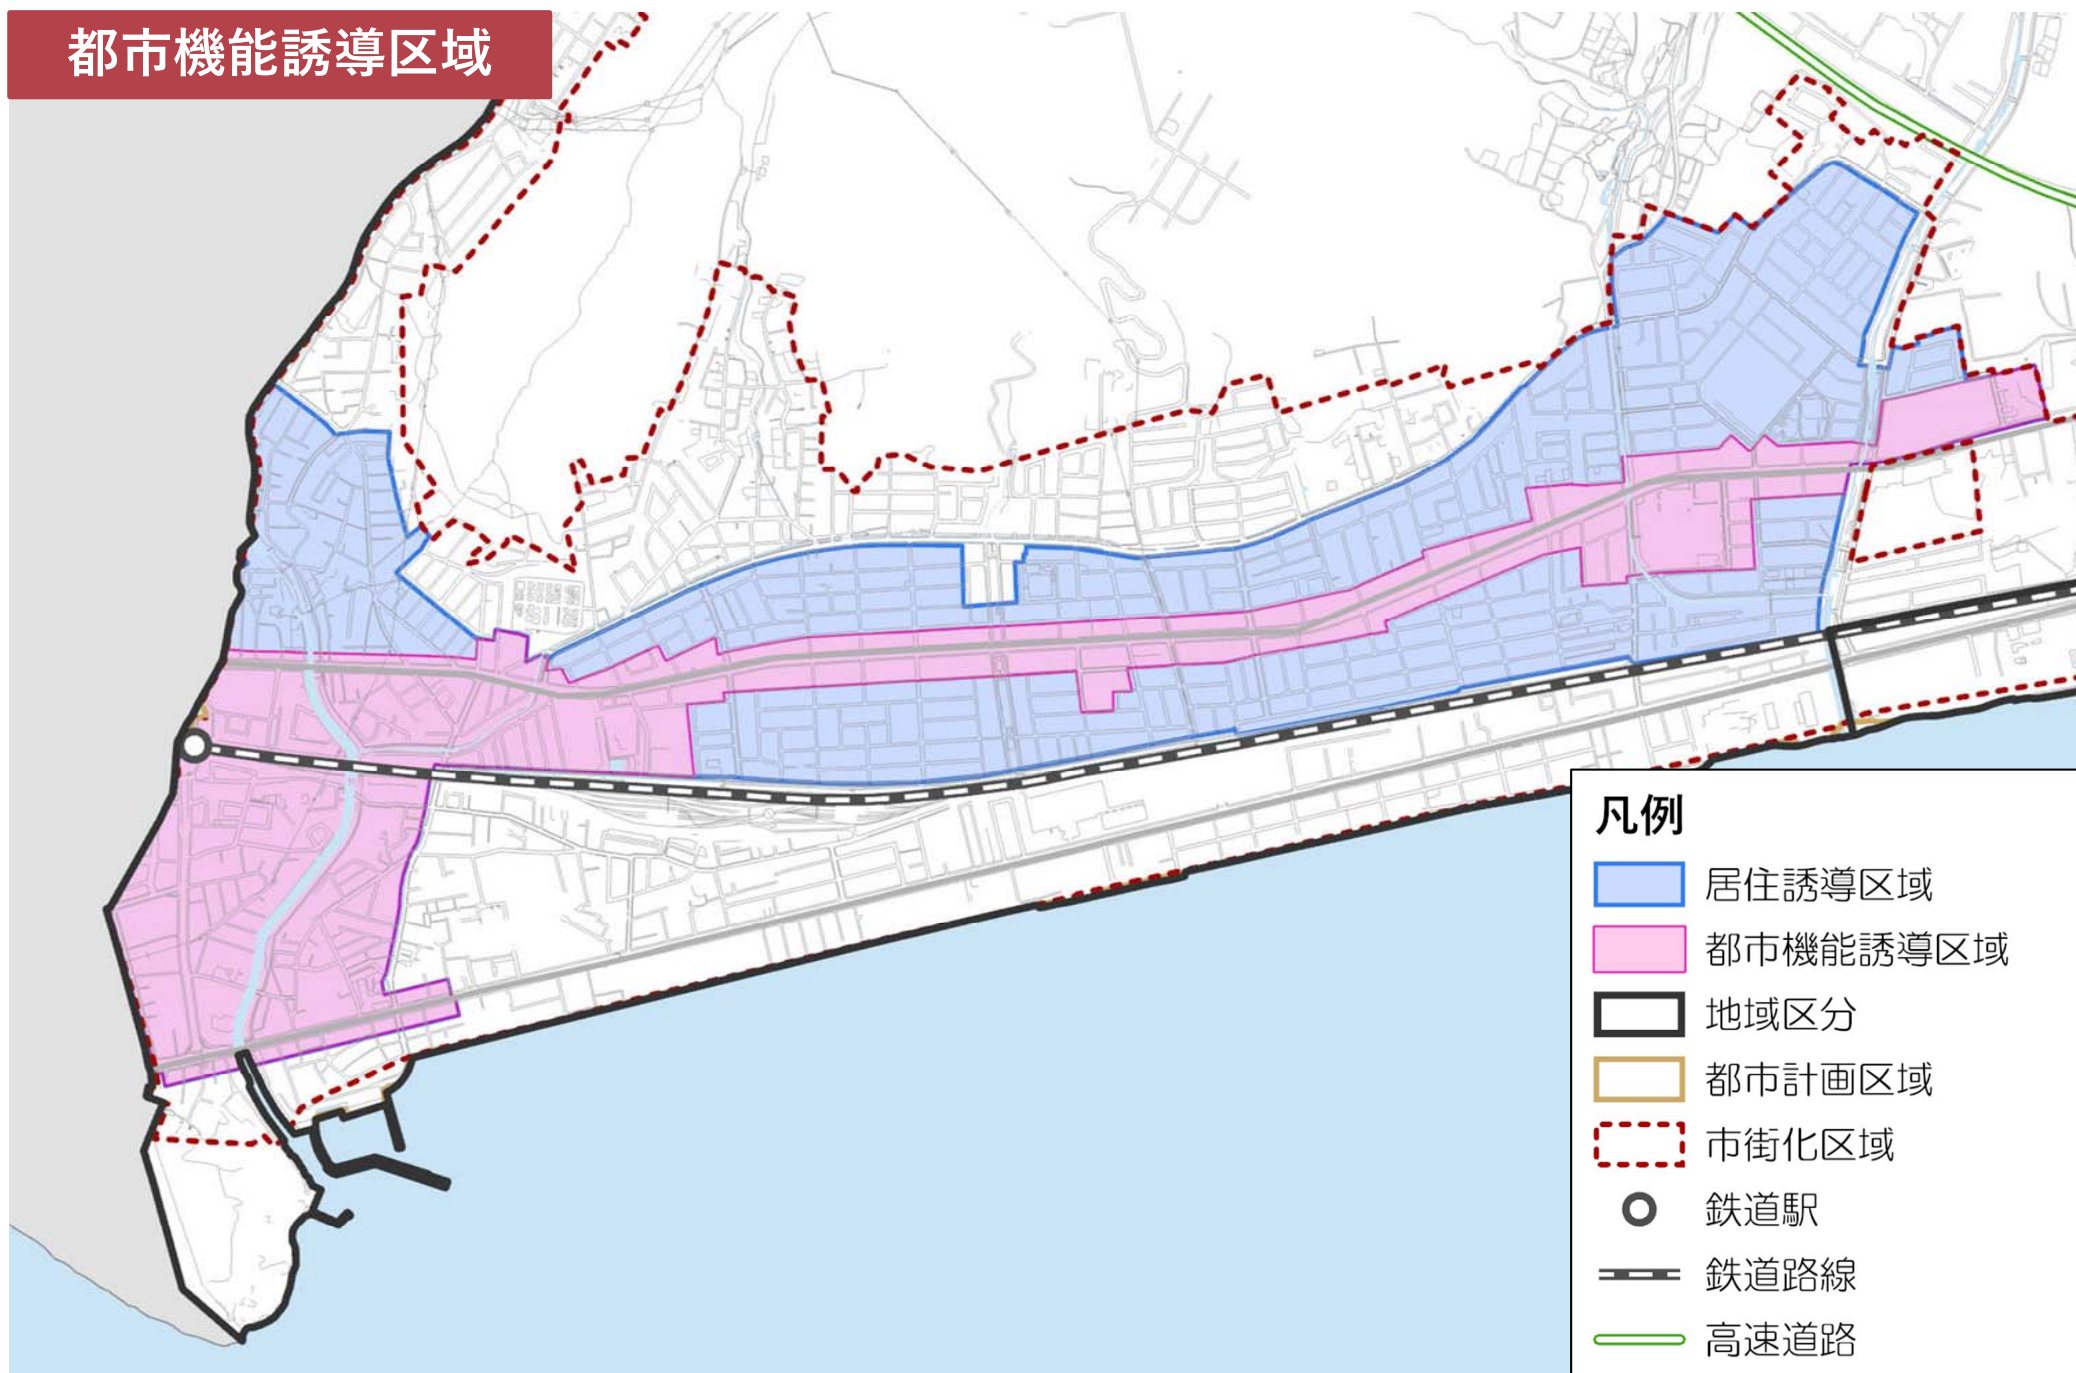 都市機能誘導区域
凡例
居住誘導区域
都市機能誘導区域
地域区分
都市計画区域
市街化区域
鉄道駅
鉄道路線
高速道路